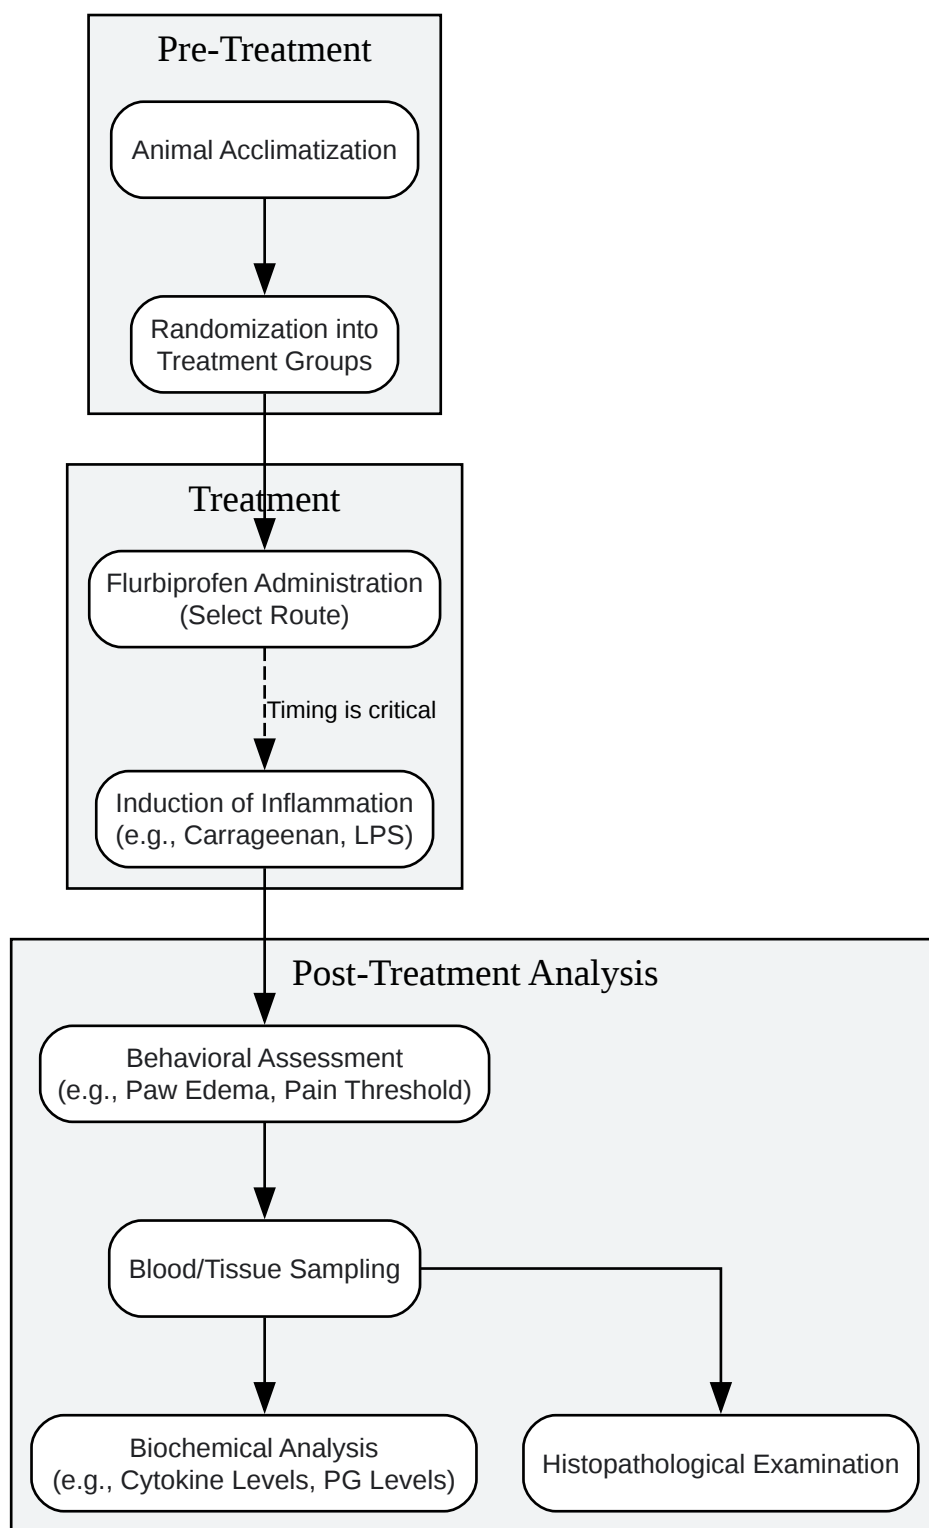 Pre-Treatment
Animal Acclimatization
Randomization into
Treatment Groups
Treatment
Flurbiprofen Administration
(Select Route)
Timing is critical
Induction of Inflammation
(e.g., Carrageenan, LPS)
Post-Treatment Analysis
Behavioral Assessment
(e.g., Paw Edema, Pain Threshold)
Blood/Tissue Sampling
Biochemical Analysis
(e.g., Cytokine Levels, PG Levels)
Histopathological Examination